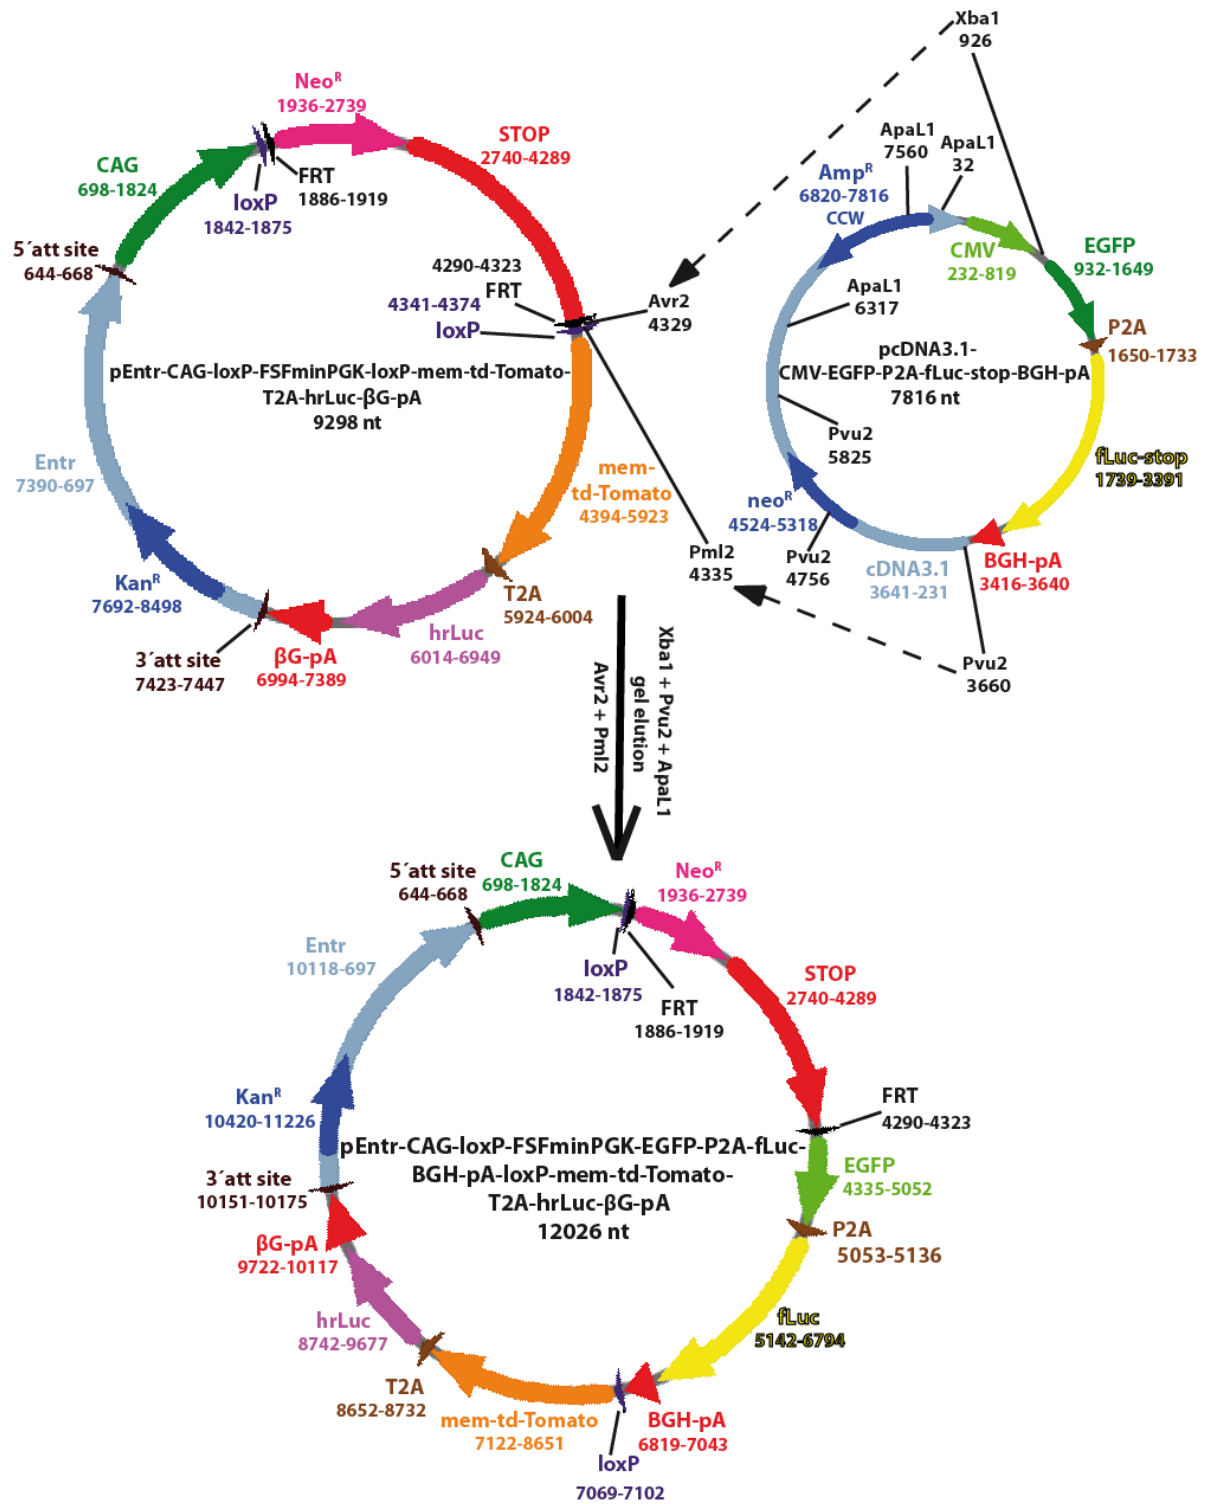 Xba1
926
Neo^R
1936-2739
STOP
2740-4289
CAG
698-1824
FRT
1886-1919
loxP
1842-1875
5´att site
644-668
4290-4323
FRT
4341-4374
loxP
Avr2
4329
pEntr-CAG-loxP-FSFminPGK-loxP-mem-td-Tomato-
T2A-hrLuc-βG-pA
9298 nt
Entr
7390-697
mem-
td-Tomato
4394-5923
Pml2
4335
Kan^R
7692-8498
T2A
5924-6004
hrLuc
6014-6949
βG-pA
6994-7389
3´att site
7423-7447
ApaL1
7560
ApaL1
32
Amp^R
6820-7816
CCW
CMV
232-819
EGFP
932-1649
ApaL1
6317
P2A
1650-1733
pcDNA3.1-
CMV-EGFP-P2A-fLuc-stop-BGH-pA
7816 nt
Pvu2
5825
fLuc-stop
1739-3391
neo^R
4524-5318
Pvu2
4756
cDNA3.1
3641-231
BGH-pA
3416-3640
Pvu2
3660
Xba1 + Pvu2 + ApaL1
gel elution
Avr2 + Pml2
5´att site
644-668
CAG
698-1824
Neo^R
1936-2739
Entr
10118-697
loxP
1842-1875
FRT
1886-1919
STOP
2740-4289
Kan^R
10420-11226
FRT
4290-4323
pEntr-CAG-loxP-FSFminPGK-EGFP-P2A-fLuc-
BGH-pA-loxP-mem-td-Tomato-
T2A-hrLuc-βG-pA
12026 nt
EGFP
4335-5052
3´att site
10151-10175
P2A
5053-5136
βG-pA
9722-10117
hrLuc
8742-9677
fLuc
5142-6794
T2A
8652-8732
mem-td-Tomato
7122-8651
BGH-pA
6819-7043
loxP
7069-7102